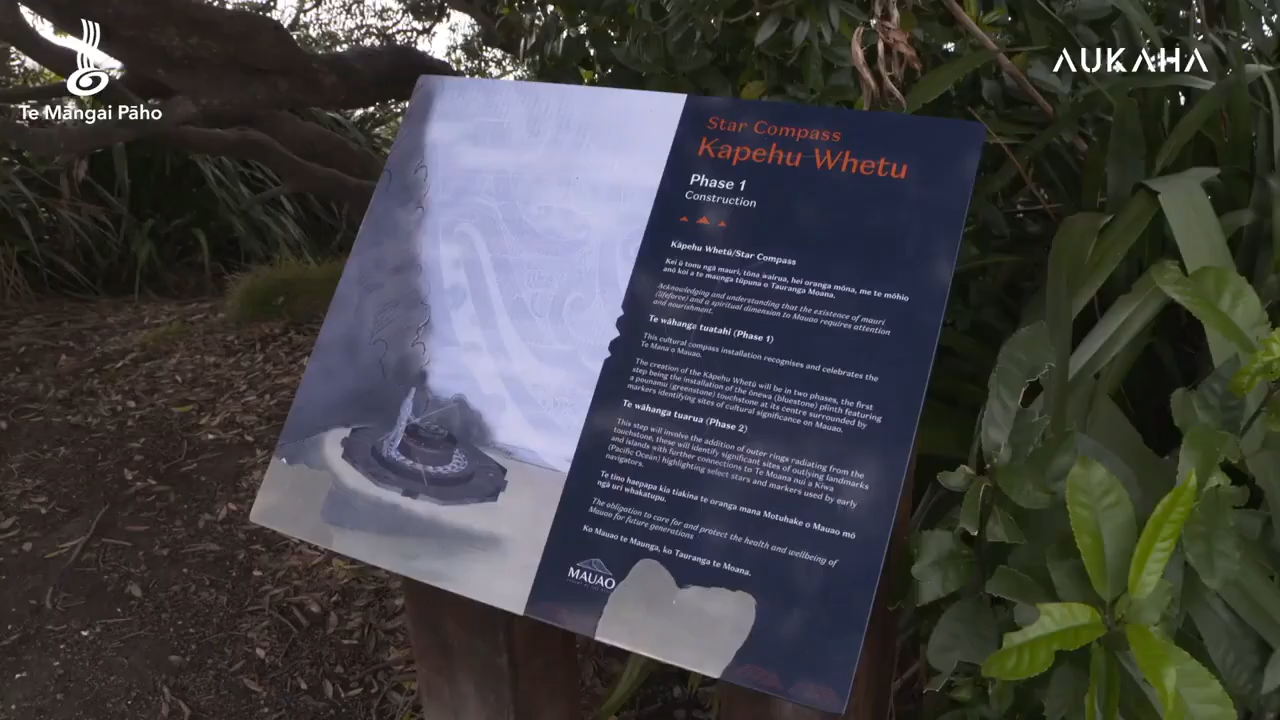 Te Māngai Pāho
AUKAHA
Star Compass
Kapehu Whetu
Phase 1
Construction
Kāpehu Whetū/Star Compass
Kei ū tonu ngā mauri, tōna wairua, hei oranga mōna, me te mōhio
anō koi a te maunga tūpuna o Tauranga Moana.
Acknowledging and understanding that the existence of mauri
(lifeforce) and a spiritual dimension to Mauao requires attention
and nourishment.
Te wāhanga tuatahi (Phase 1)
This cultural compass installation recognises and celebrates the
Te Mana o Mauao.
The creation of the Kāpehu Whetū will be in two phases, the first
step being the installation of the ōnewa (bluestone) plinth featuring
a pounamu (greenstone) touchstone at its centre surrounded by
markers identifying sites of cultural significance on Mauao.
Te wāhanga tuarua (Phase 2)
This step will involve the addition of outer rings radiating from the
touchstone, these will identify significant sites of outlying landmarks
and islands with further connections to Te Moana nui a Kiwa
(Pacific Ocean) highlighting select stars and markers used by early
navigators.
Te tino haepapa kia tiakina te oranga mana Motuhake o Mauao mō
ngā uri whakatupu.
The obligation to care for and protect the health and wellbeing of
Mauao for future generations
Ko Mauao te Maunga, ko Tauranga te Moana.
MAUAO